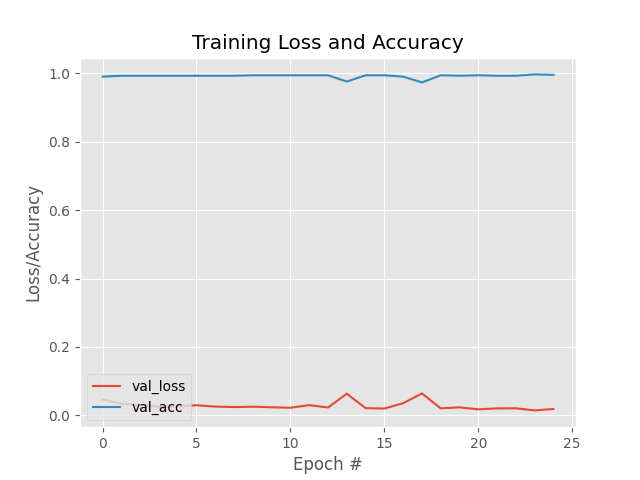 Training Loss and Accuracy
1.0
0.8
0.6
0.4
0.2
0.0
Loss/Accuracy
val_loss
val_acc
0 5 10 15 20 25
Epoch #